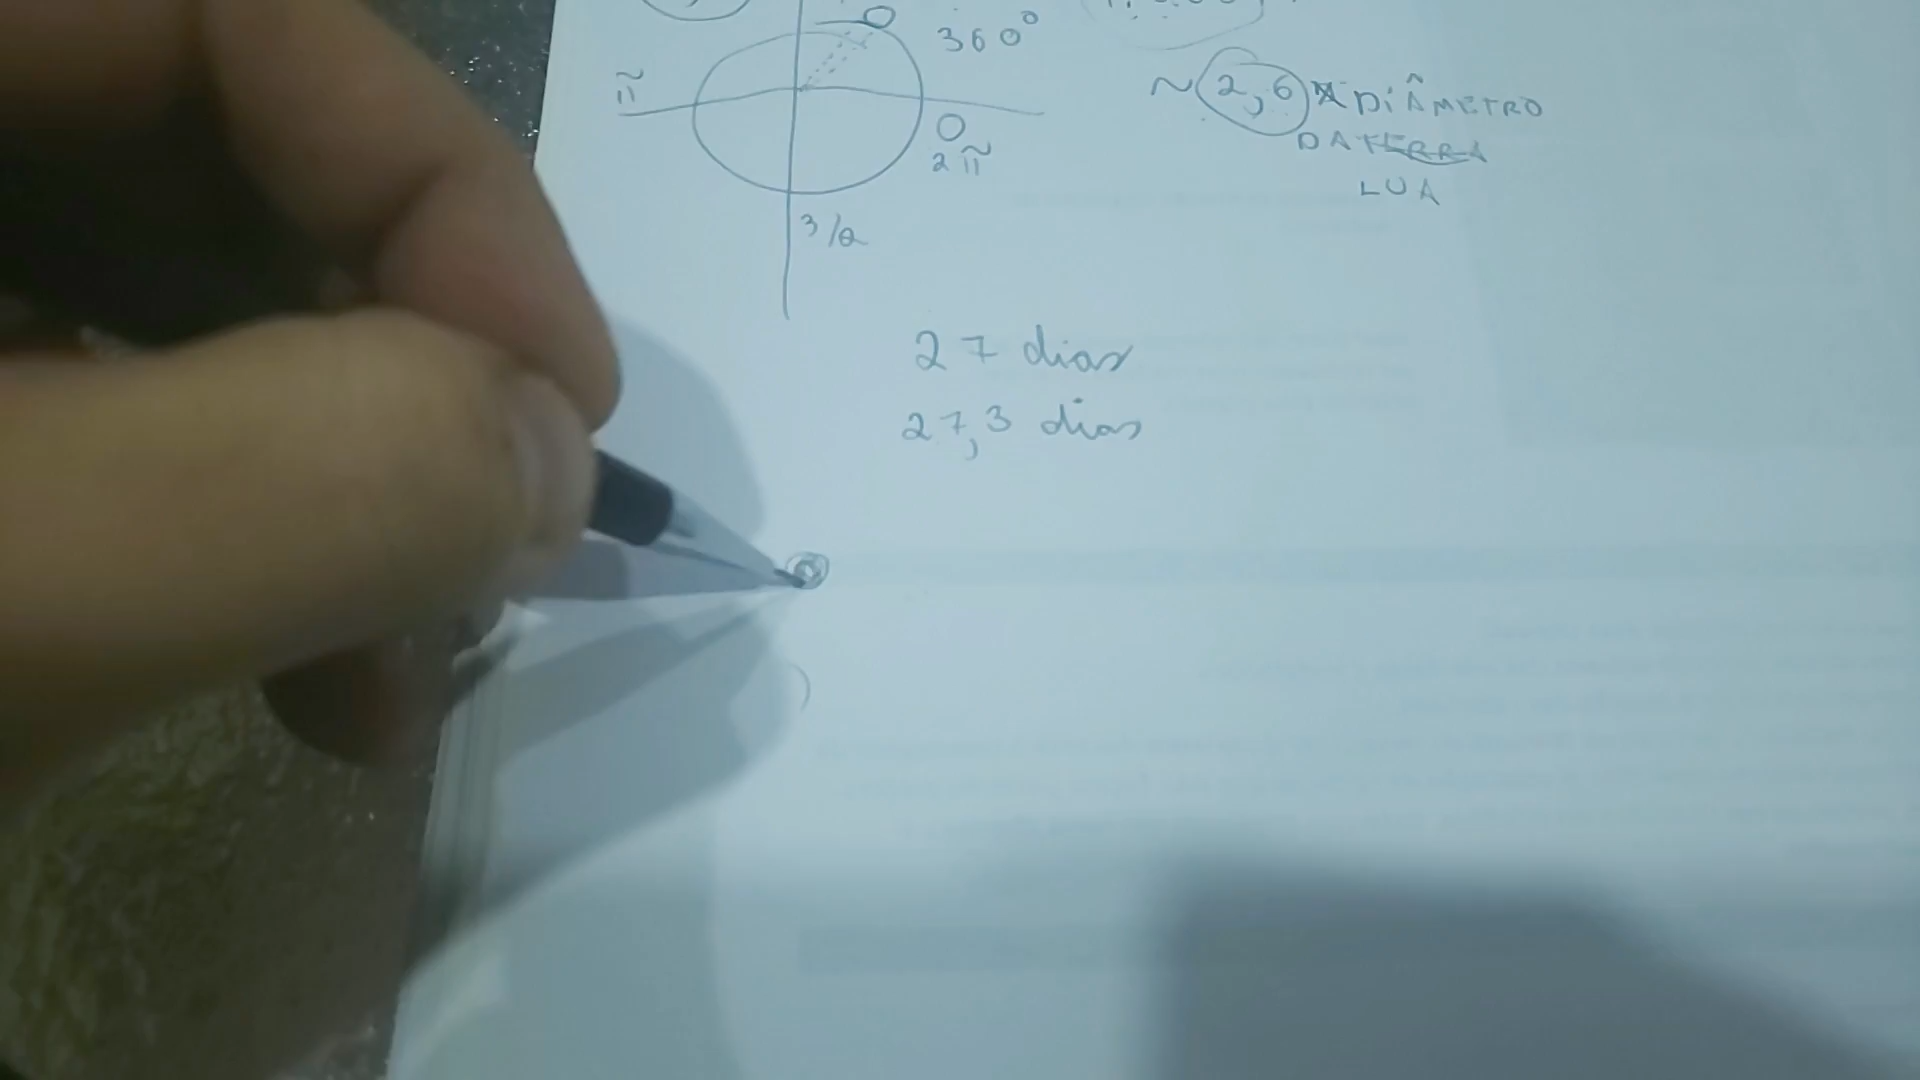 360°
π
~2,6 x DIÂMETRO
DA TERRA
LUA
0
2π
3/2
27 dias
27,3 dias